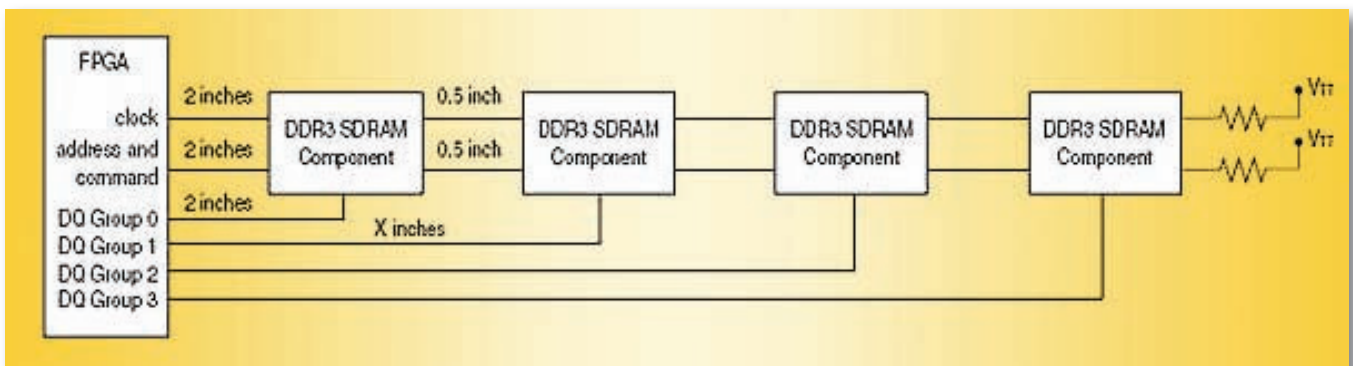 FPGA
clock
address and
command
DQ Group 0
DQ Group 1
DQ Group 2
DQ Group 3
2 inches
2 inches
2 inches
X inches
0.5 inch
0.5 inch
DDR3 SDRAM
Component
DDR3 SDRAM
Component
DDR3 SDRAM
Component
DDR3 SDRAM
Component
VTT
VTT